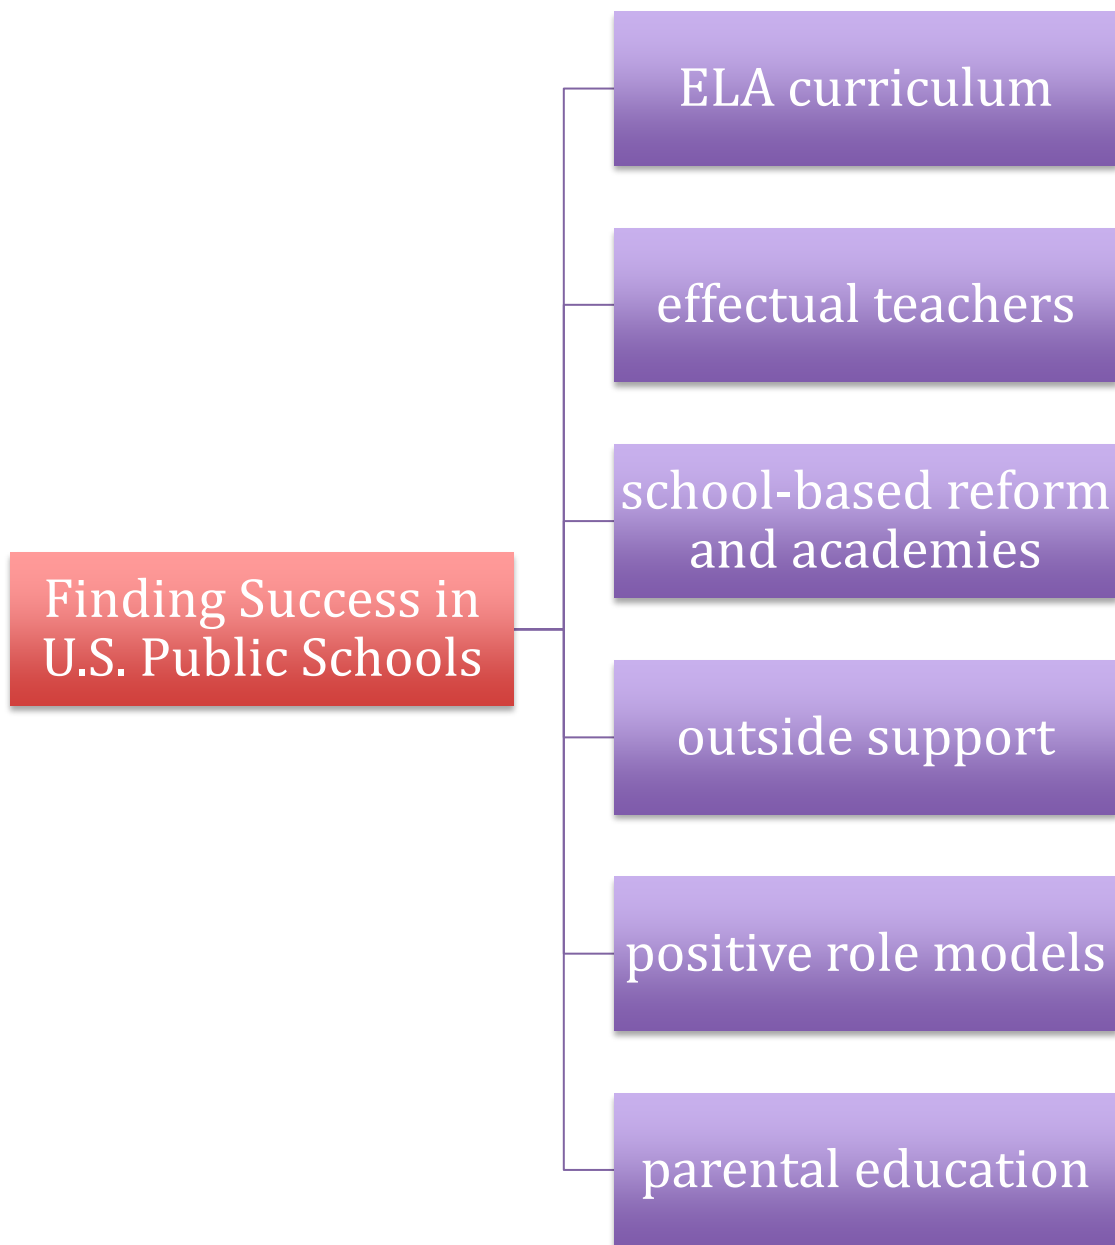 ELA curriculum
effectual teachers
school-based reform
and academies
Finding Success in
U.S. Public Schools
outside support
positive role models
parental education